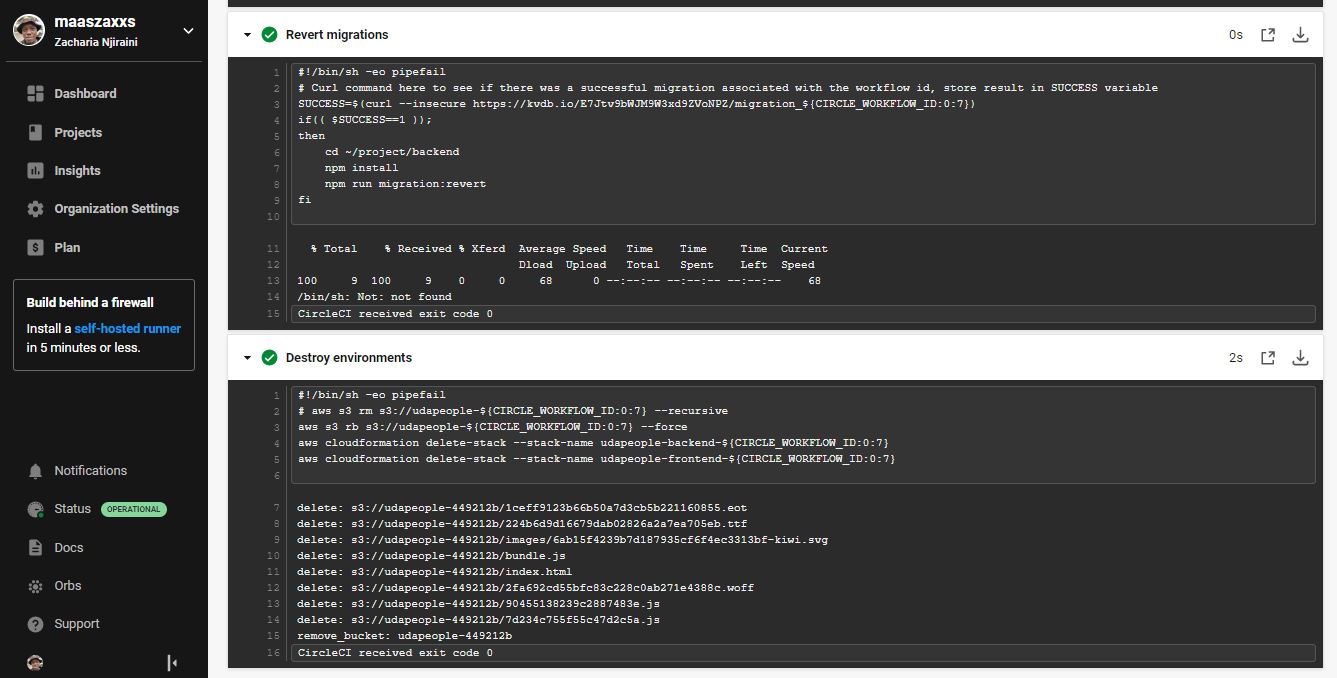 maaszaxxs
Zacharia Njiraini
Dashboard
Projects
Insights
Organization Settings
$ Plan
Build behind a firewall
Install a self-hosted runner
in 5 minutes or less.
Notifications
Status OPERATIONAL
Docs
Orbs
Support
Revert migrations 0s
1 #!/bin/sh -eo pipefail
2 # Curl command here to see if there was a successful migration associated with the workflow id, store result in SUCCESS variable
3 SUCCESS=$(curl --insecure https://kvdb.io/E7Jtv9bWJM9W3xd9ZVoNPZ/migration_${CIRCLE_WORKFLOW_ID:0:7})
4 if(( $SUCCESS==1 ));
5 then
6 cd ~/project/backend
7 npm install
8 npm run migration:revert
9 fi
10
11 % Total % Received % Xferd Average Speed Time Time Time Current
12 Dload Upload Total Spent Left Speed
13 100 9 100 9 0 0 68 0 --:--:-- --:--:-- --:--:-- 68
14 /bin/sh: Not: not found
15 CircleCI received exit code 0
Destroy environments 2s
1 #!/bin/sh -eo pipefail
2 # aws s3 rm s3://udapeople-${CIRCLE_WORKFLOW_ID:0:7} --recursive
3 aws s3 rb s3://udapeople-${CIRCLE_WORKFLOW_ID:0:7} --force
4 aws cloudformation delete-stack --stack-name udapeople-backend-${CIRCLE_WORKFLOW_ID:0:7}
5 aws cloudformation delete-stack --stack-name udapeople-frontend-${CIRCLE_WORKFLOW_ID:0:7}
6
7 delete: s3://udapeople-449212b/1ceff9123b66b50a7d3cb5b221160855.eot
8 delete: s3://udapeople-449212b/224b6d9d16679dab02826a2a7ea705eb.ttf
9 delete: s3://udapeople-449212b/images/6ab15f4239b7d187935cf6f4ec3313bf-kiwi.svg
10 delete: s3://udapeople-449212b/bundle.js
11 delete: s3://udapeople-449212b/index.html
12 delete: s3://udapeople-449212b/2fa692cd55bfc83c228c0ab271e4388c.woff
13 delete: s3://udapeople-449212b/90455138239c2887483e.js
14 delete: s3://udapeople-449212b/7d234c755f55c47d2c5a.js
15 remove_bucket: udapeople-449212b
16 CircleCI received exit code 0